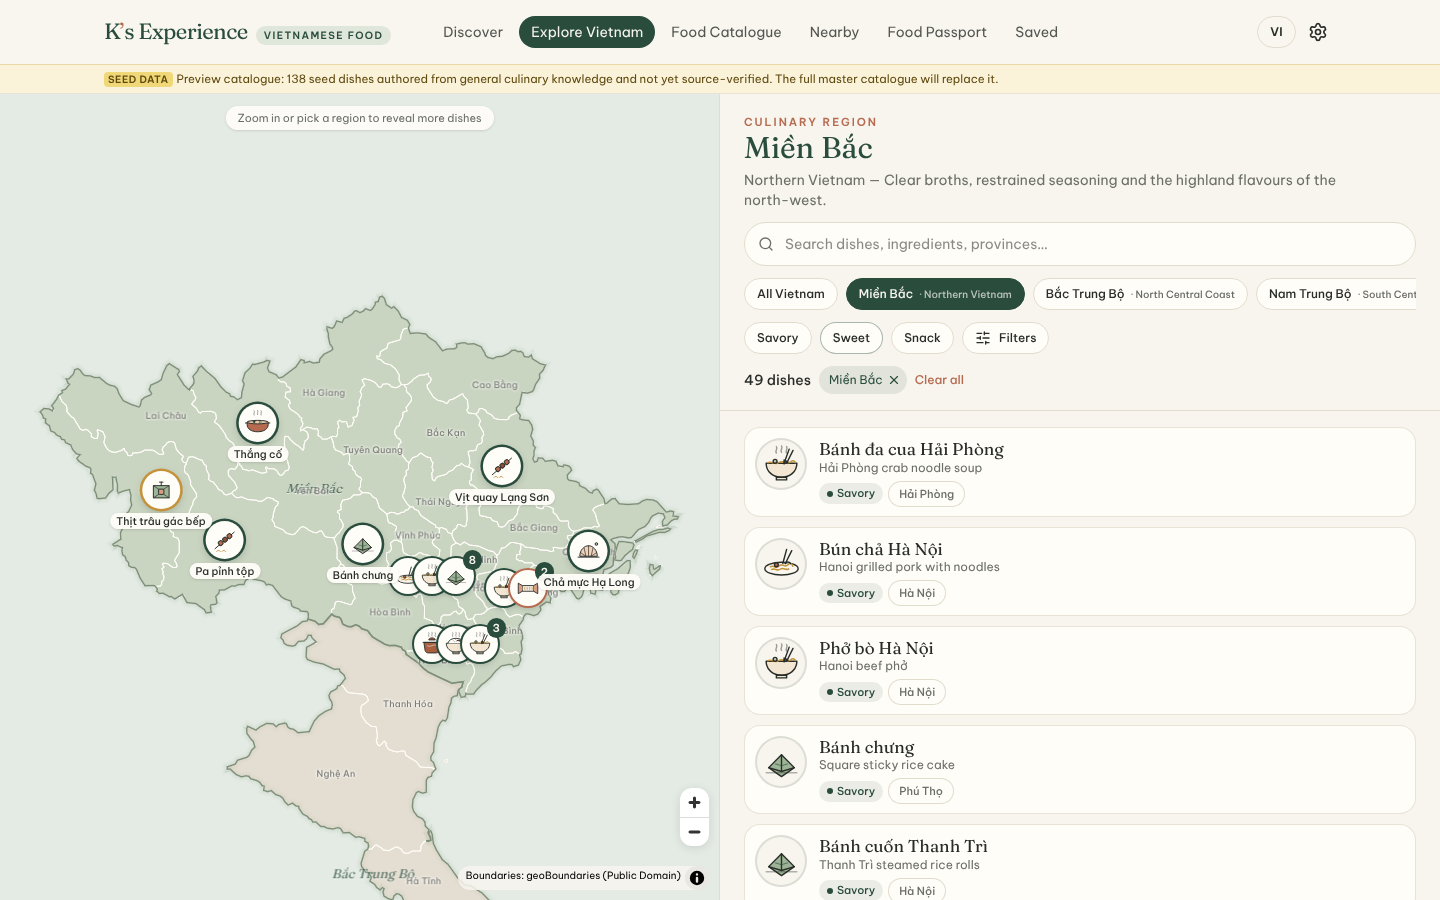 K's Experience
VIETNAMESE FOOD
Discover
Explore Vietnam
Food Catalogue
Nearby
Food Passport
Saved
VI
SEED DATA Preview catalogue: 138 seed dishes authored from general culinary knowledge and not yet source-verified. The full master catalogue will replace it.
Zoom in or pick a region to reveal more dishes
Hà Giang
Cao Bằng
Lai Châu
Bắc Kạn
Thắng cố
Tuyên Quang
Miền Bắc
Vịt quay Lạng Sơn
Thịt trâu gác bếp
Bắc Giang
Vĩnh Phúc
Pa pỉnh tộp
Bánh chưng
8
2
Chả mực Hạ Long
Hòa Bình
3
Thanh Hóa
Nghệ An
Bắc Trung Bộ
Hà Tĩnh
Boundaries: geoBoundaries (Public Domain)
CULINARY REGION
Miền Bắc
Northern Vietnam — Clear broths, restrained seasoning and the highland flavours of the
north-west.
Search dishes, ingredients, provinces...
All Vietnam
Miền Bắc · Northern Vietnam
Bắc Trung Bộ · North Central Coast
Nam Trung Bộ · South Cent
Savory
Sweet
Snack
Filters
49 dishes
Miền Bắc
Clear all
Bánh đa cua Hải Phòng
Hải Phòng crab noodle soup
Savory
Hải Phòng
Bún chả Hà Nội
Hanoi grilled pork with noodles
Savory
Hà Nội
Phở bò Hà Nội
Hanoi beef phở
Savory
Hà Nội
Bánh chưng
Square sticky rice cake
Savory
Phú Thọ
Bánh cuốn Thanh Trì
Thanh Trì steamed rice rolls
Savory
Hà Nội